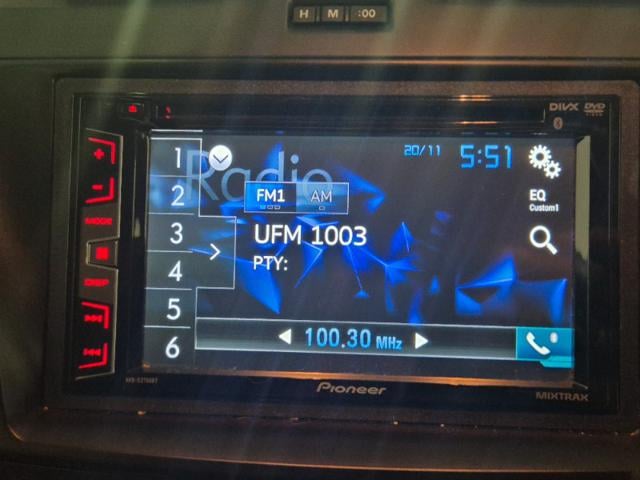 H M :00
DIVX DVD
1 Radio 20/11 5:51
2 FM1 AM EQ
Custom1
MODE
3 UFM 1003
4 PTY:
DISP
5
100.30 MHz
6
Pioneer
MIXTRAX